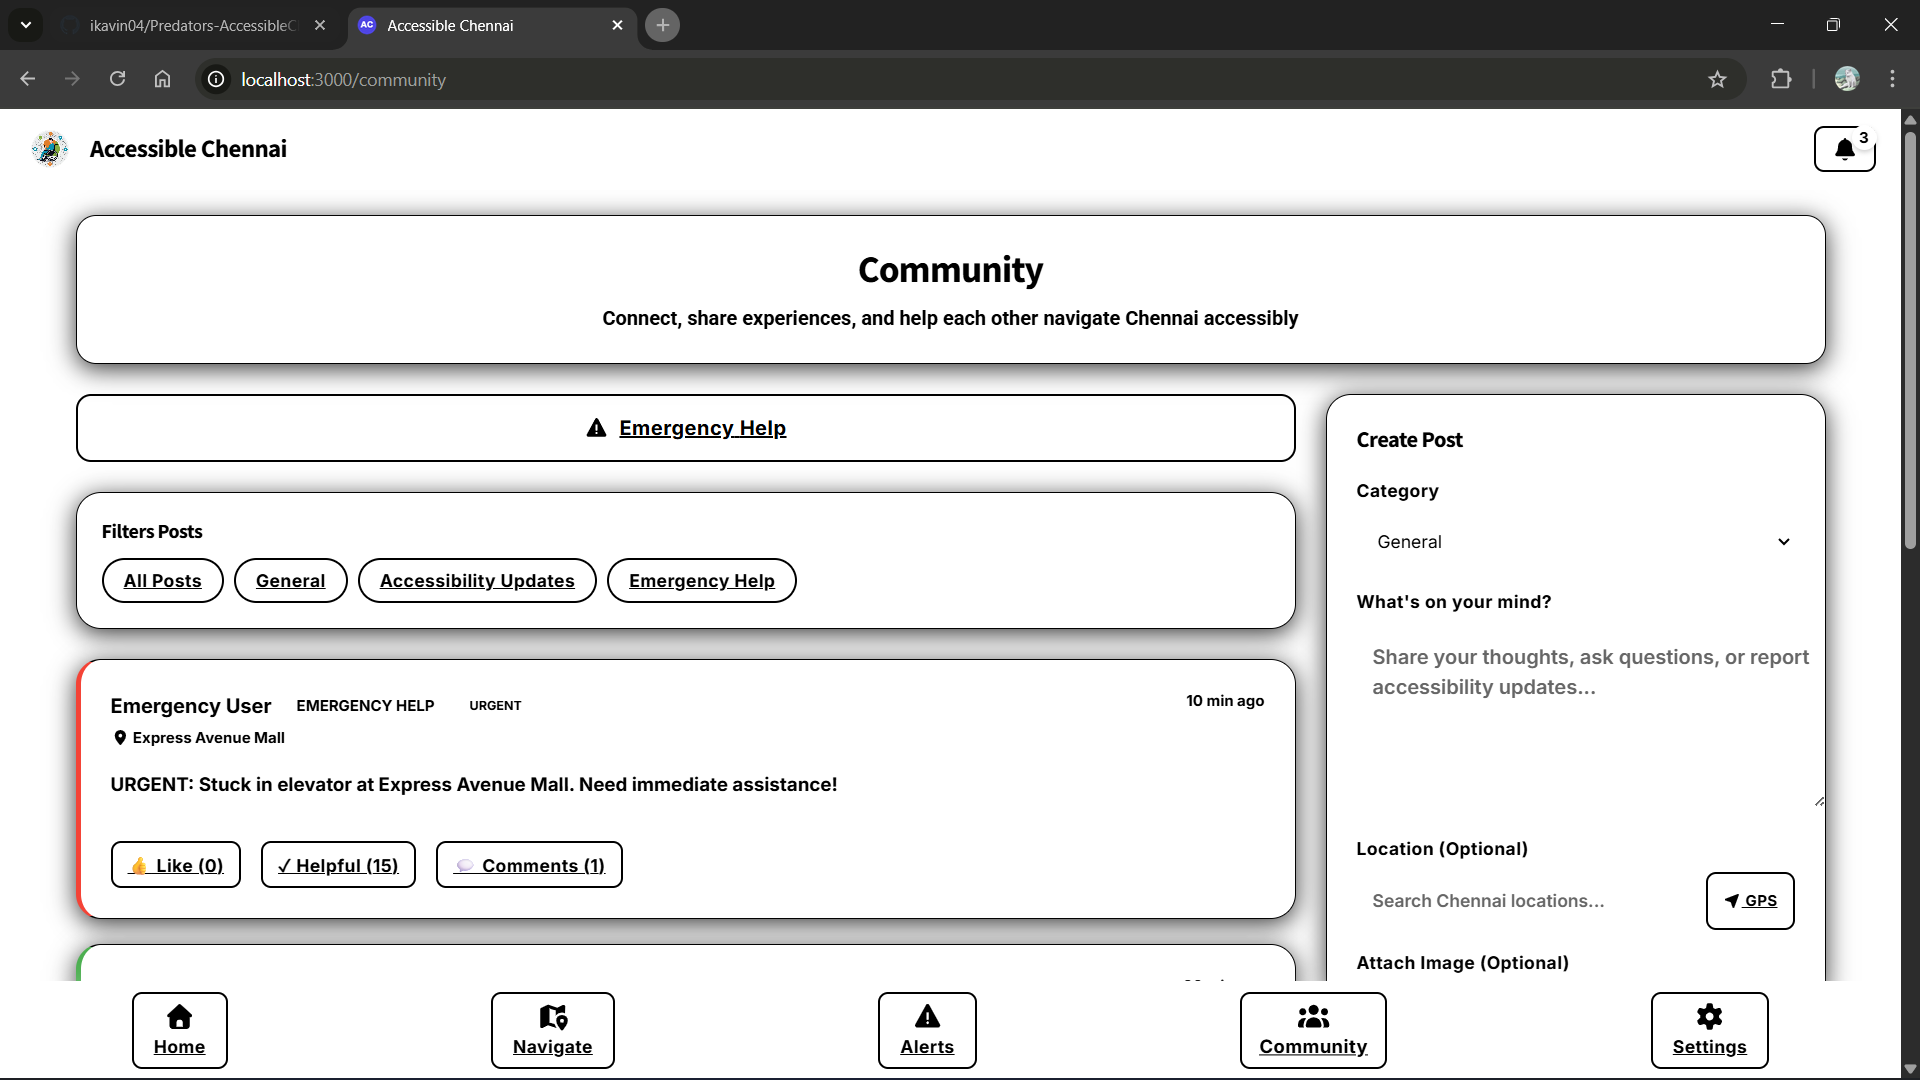 ikavin04/Predators-AccessibleC
Accessible Chennai
localhost:3000/community
Accessible Chennai
3
Community
Connect, share experiences, and help each other navigate Chennai accessibly
Emergency Help
Filters Posts
All Posts
General
Accessibility Updates
Emergency Help
Emergency User EMERGENCY HELP URGENT
10 min ago
Express Avenue Mall
URGENT: Stuck in elevator at Express Avenue Mall. Need immediate assistance!
👍 Like (0)
✓ Helpful (15)
💬 Comments (1)
Create Post
Category
General
What's on your mind?
Share your thoughts, ask questions, or report
accessibility updates...
Location (Optional)
Search Chennai locations...
GPS
Attach Image (Optional)
Home
Navigate
Alerts
Community
Settings